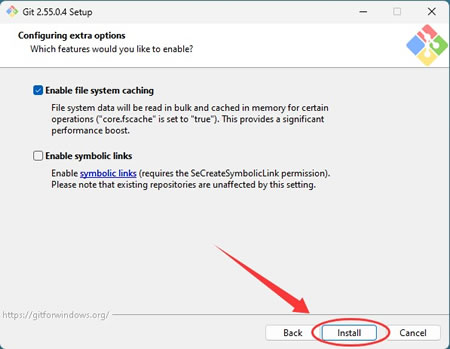 Git 2.55.0.4 Setup
Configuring extra options
Which features would you like to enable?
Enable file system caching
File system data will be read in bulk and cached in memory for certain
operations ("core.fscache" is set to "true"). This provides a significant
performance boost.
Enable symbolic links
Enable symbolic links (requires the SeCreateSymbolicLink permission).
Please note that existing repositories are unaffected by this setting.
https://gitforwindows.org/
Back Install Cancel